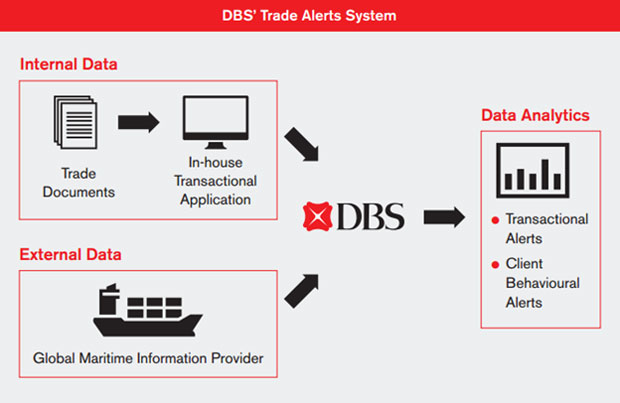 DBS' Trade Alerts System
Internal Data
Trade
Documents
In-house
Transactional
Application
External Data
Global Maritime Information Provider
DBS
Data Analytics
Transactional
Alerts
Client
Behavioural
Alerts